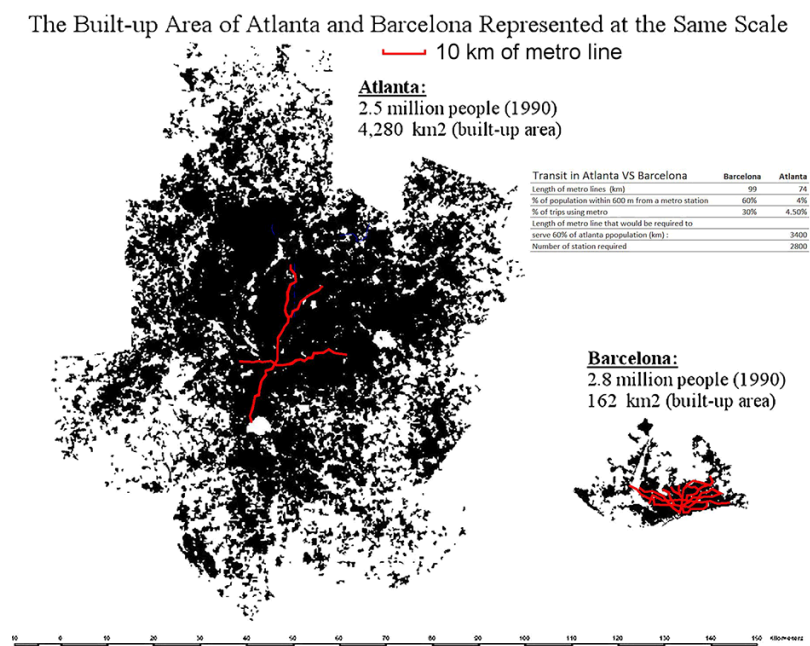 The Built-up Area of Atlanta and Barcelona Represented at the Same Scale
10 km of metro line
Atlanta:
2.5 million people (1990)
4,280 km2 (built-up area)
Transit in Atlanta VS Barcelona Barcelona Atlanta
Length of metro lines (km) 99 74
% of population within 600 m from a metro station 60% 4%
% of trips using metro 30% 4.50%
Length of metro line that would be required to
serve 60% of atlanta ppopulation (km) : 3400
Number of station required 2800
Barcelona:
2.8 million people (1990)
162 km2 (built-up area)
10 0 10 20 30 40 50 60 70 80 90 100 110 120 130 140 150 Kilometers